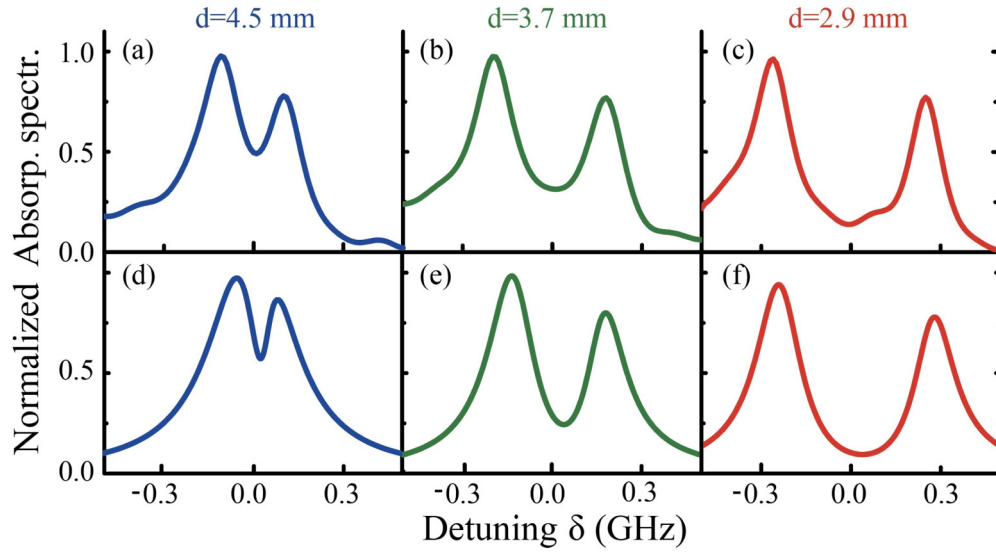 d=4.5 mm d=3.7 mm d=2.9 mm
(a) (b) (c)
1.0
0.5
0.0
(d) (e) (f)
0.5
0.0
-0.3 0.0 0.3 -0.3 0.0 0.3 -0.3 0.0 0.3
Detuning δ (GHz)
Normalized Absorp. spectr.